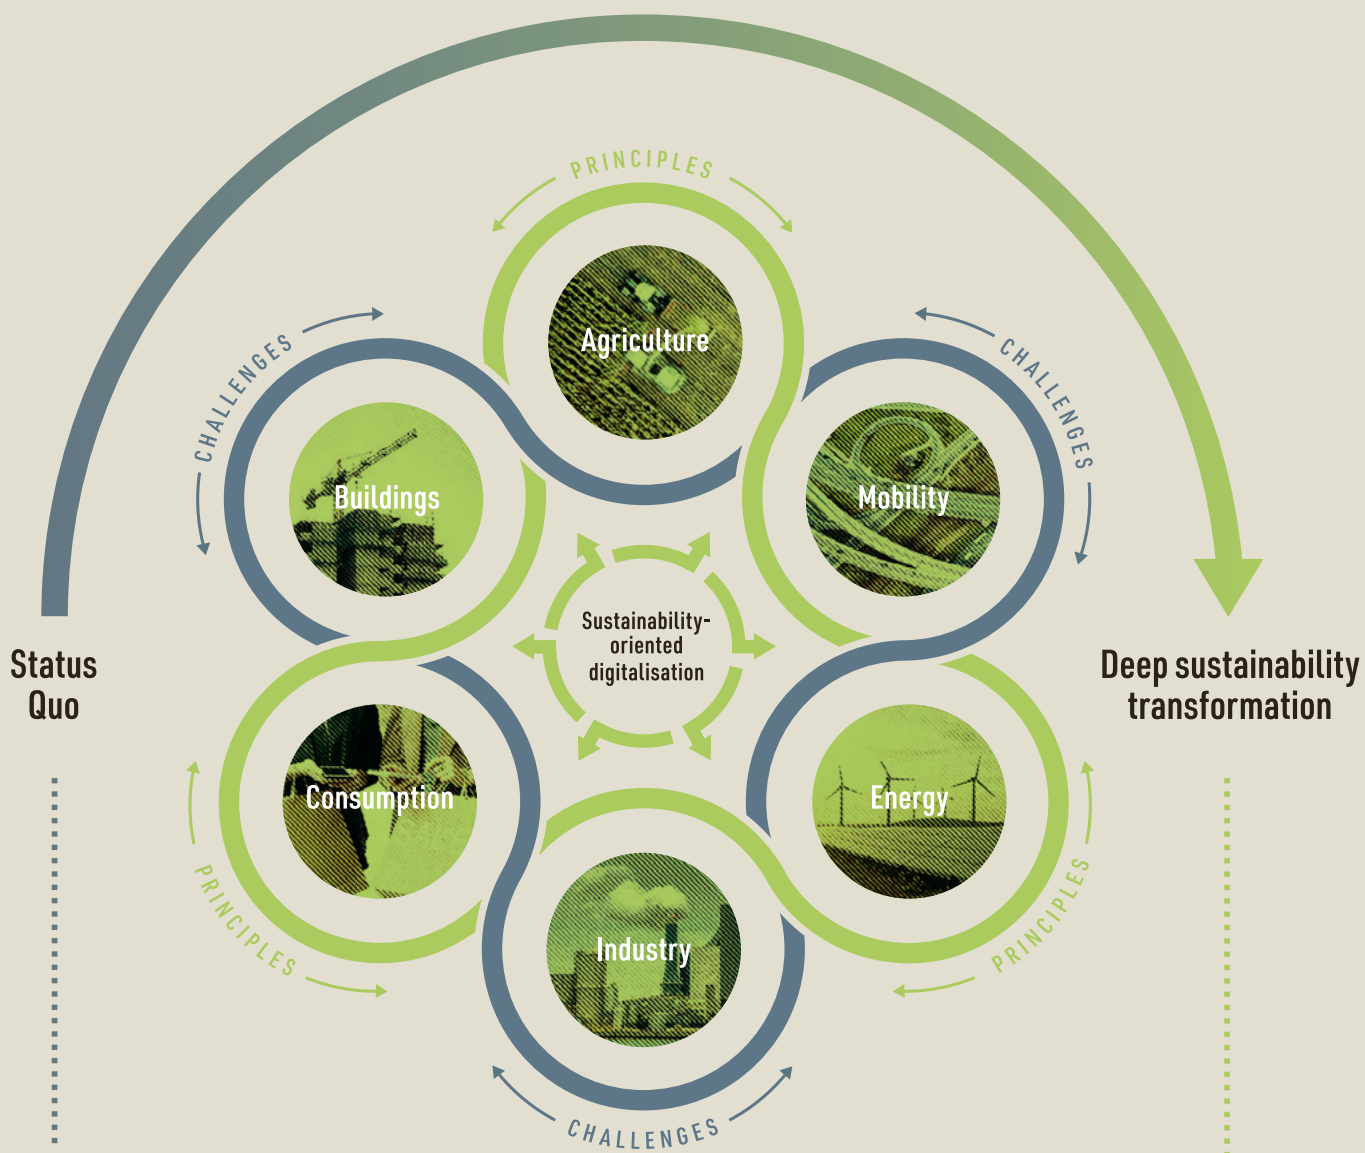 PRINCIPLES
Agriculture
CHALLENGES
CHALLENGES
Buildings
Mobility
Sustainability-
oriented
digitalisation
Status
Quo
Deep sustainability
transformation
Consumption
Energy
PRINCIPLES
PRINCIPLES
Industry
CHALLENGES